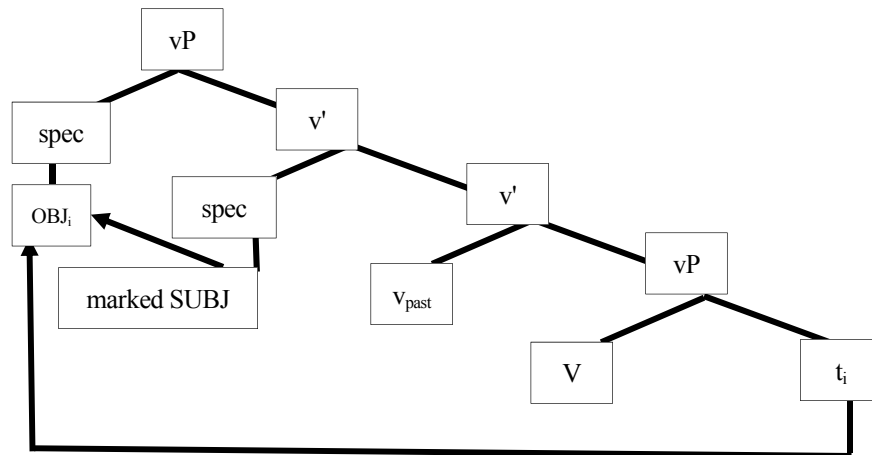 vP
spec
v'
OBJi
spec
v'
marked SUBJ
vpast
vP
V
ti